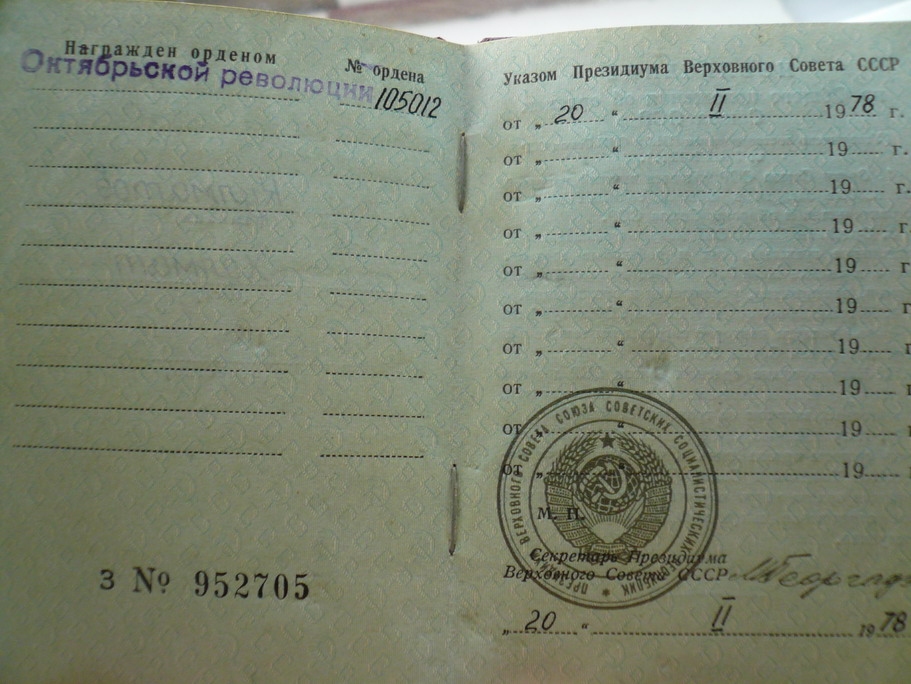 Награжден орденом
Октябрьской революции
№ ордена
105012
З № 952705
Указом Президиума Верховного Совета СССР
от „ 20 “ II 1978 г.
от „ “ 19 г.
от „ “ 19 г.
от „ “ 19 г.
от „ “ 19 г.
от „ “ 19 г.
от „ “ 19 г.
от „ “ 19 г.
от „ “ 19 г.
от „ “ 19 г.
М. П.
ВЕРХОВНОГО СОВЕТА СОЮЗА СОВЕТСКИХ СОЦИАЛИСТИЧЕСКИХ РЕСПУБЛИК
Секретарь Президиума
Верховного Совета СССР
„ 20 “ II 1978